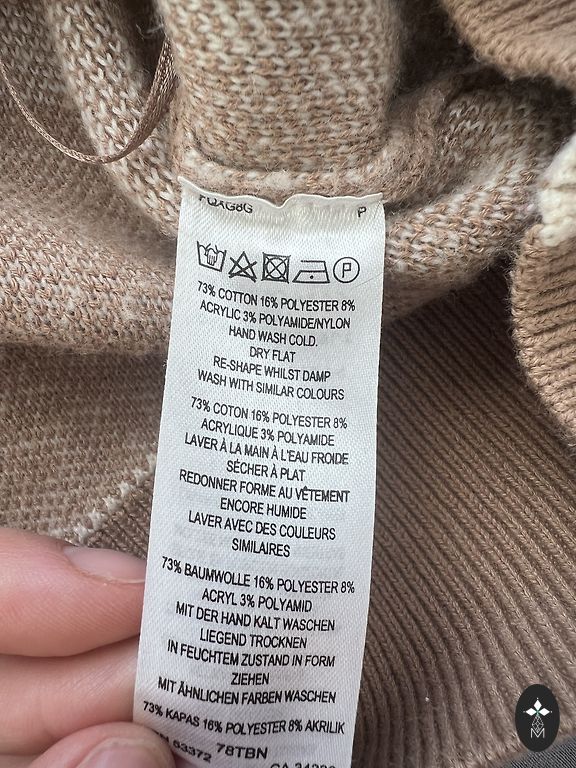 P
P
73% COTTON 16% POLYESTER 8%
ACRYLIC 3% POLYAMIDE/NYLON
HAND WASH COLD.
DRY FLAT
RE-SHAPE WHILST DAMP
WASH WITH SIMILAR COLOURS
73% COTON 16% POLYESTER 8%
ACRYLIQUE 3% POLYAMIDE
LAVER À LA MAIN À L'EAU FROIDE
SÉCHER À PLAT
REDONNER FORME AU VÊTEMENT
ENCORE HUMIDE
LAVER AVEC DES COULEURS
SIMILAIRES
73% BAUMWOLLE 16% POLYESTER 8%
ACRYL 3% POLYAMID
MIT DER HAND KALT WASCHEN
LIEGEND TROCKNEN
IN FEUCHTEM ZUSTAND IN FORM
ZIEHEN
MIT ÄHNLICHEN FARBEN WASCHEN
73% KAPAS 16% POLYESTER 8% AKRILIK
53372 78TBN
CA
M